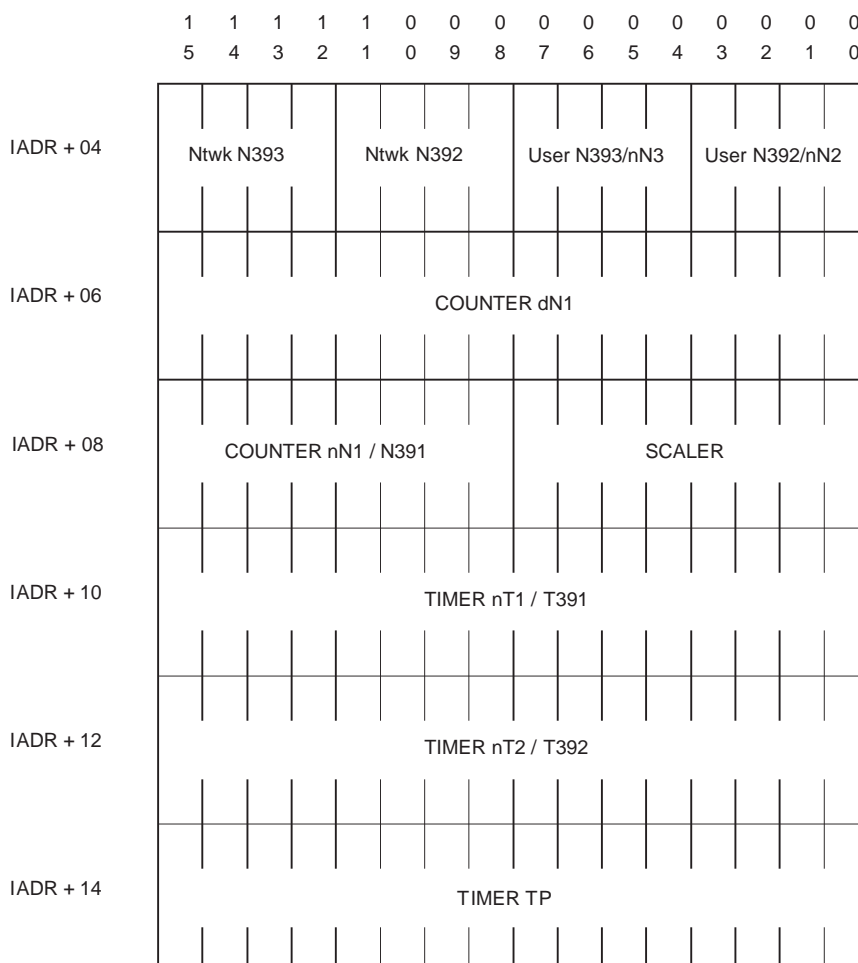 1 1 1 1 1 0 0 0 0 0 0 0 0 0 0 0
5 4 3 2 1 0 9 8 7 6 5 4 3 2 1 0
IADR + 04 Ntwk N393 Ntwk N392 User N393/nN3 User N392/nN2
IADR + 06 COUNTER dN1
IADR + 08 COUNTER nN1 / N391 SCALER
IADR + 10 TIMER nT1 / T391
IADR + 12 TIMER nT2 / T392
IADR + 14 TIMER TP